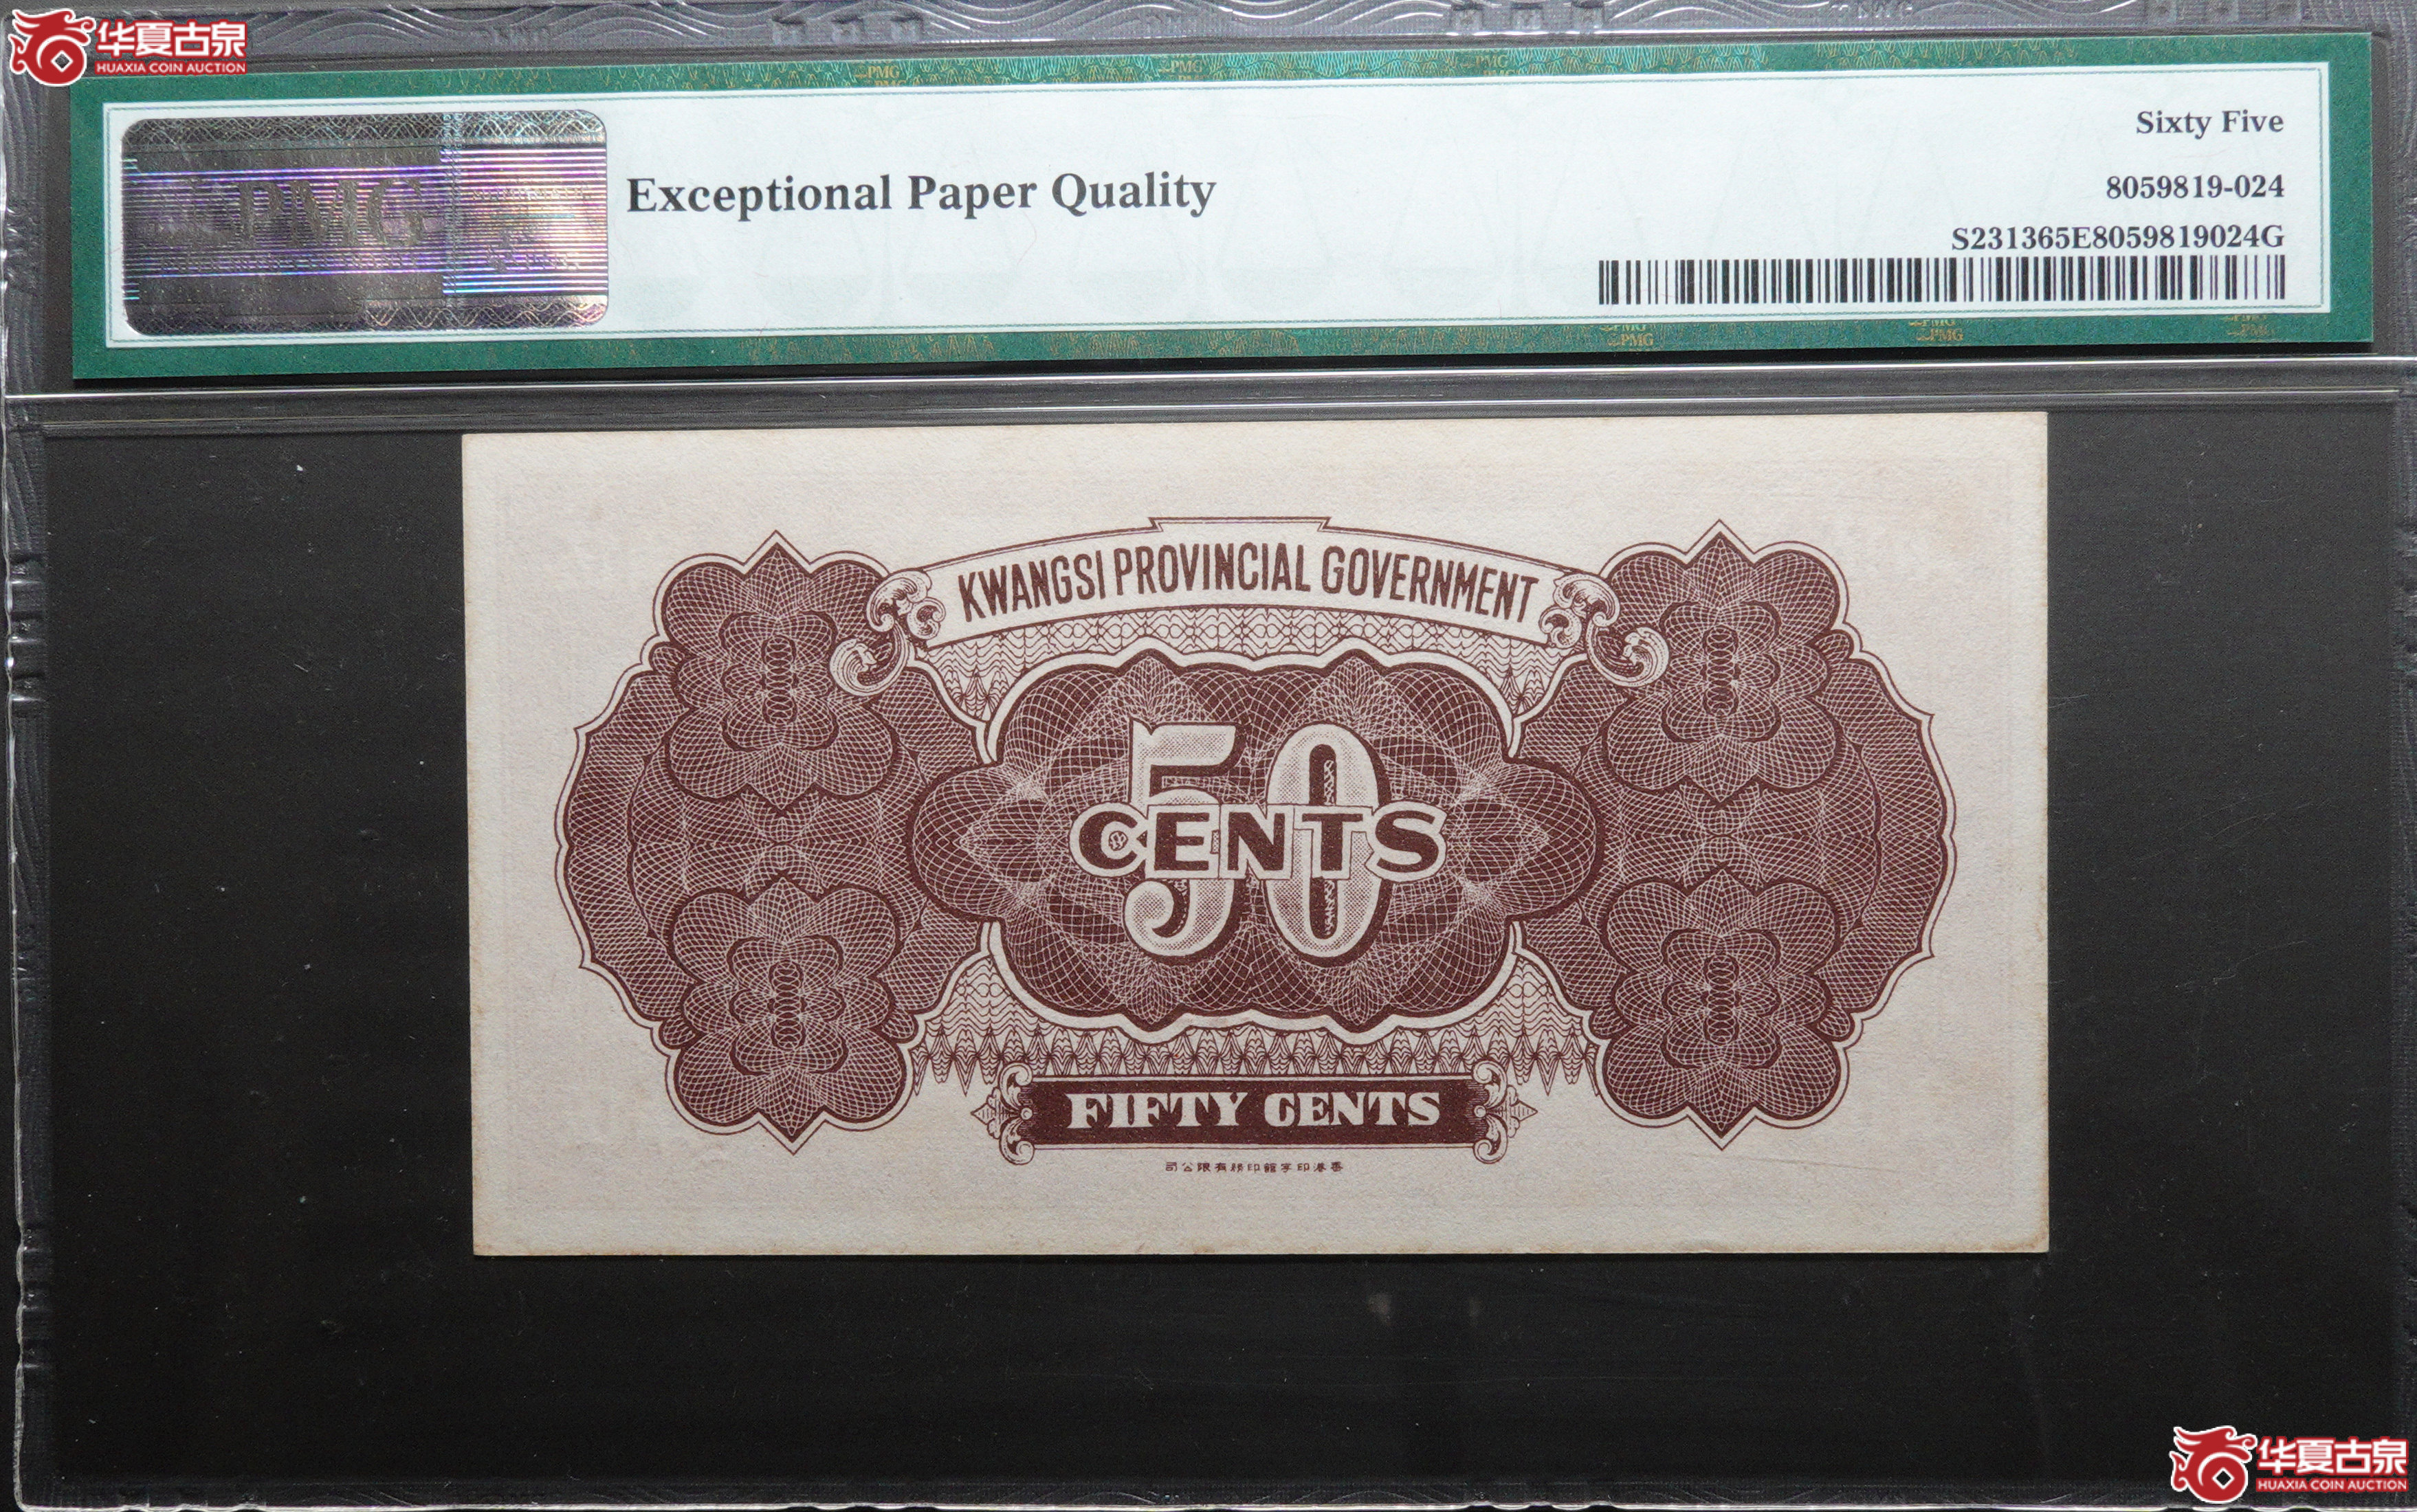 华夏古泉
HUAXIA COIN AUCTION
PMG
Sixty Five
Exceptional Paper Quality
8059819-024
S231365E8059819024G
KWANGSI PROVINCIAL GOVERNMENT
50
CENTS
FIFTY CENTS
司公限有務印館字印港香
华夏古泉
HUAXIA COIN AUCTION